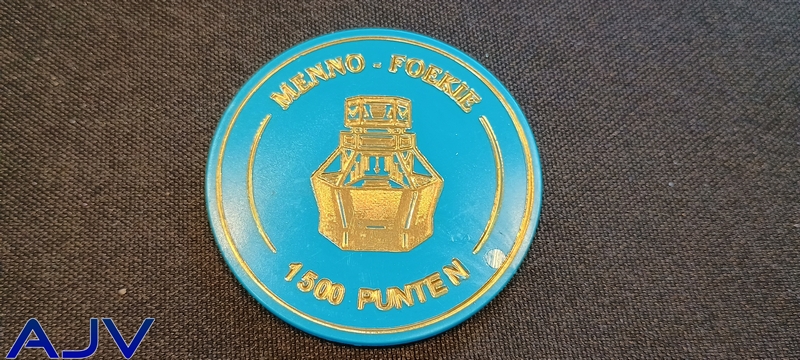 MENNO - FOEKIE
1500 PUNTEN
AJV